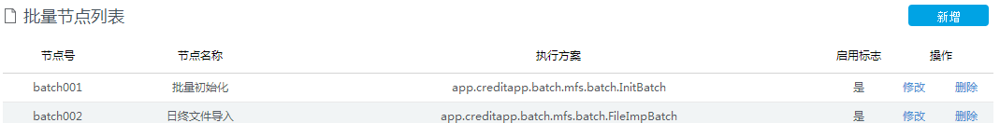 批量节点列表 新增
节点号 节点名称 执行方案 启用标志 操作
batch001 批量初始化 app.creditapp.batch.mfs.batch.InitBatch 是 修改 删除
batch002 日终文件导入 app.creditapp.batch.mfs.batch.FileImpBatch 是 修改 删除